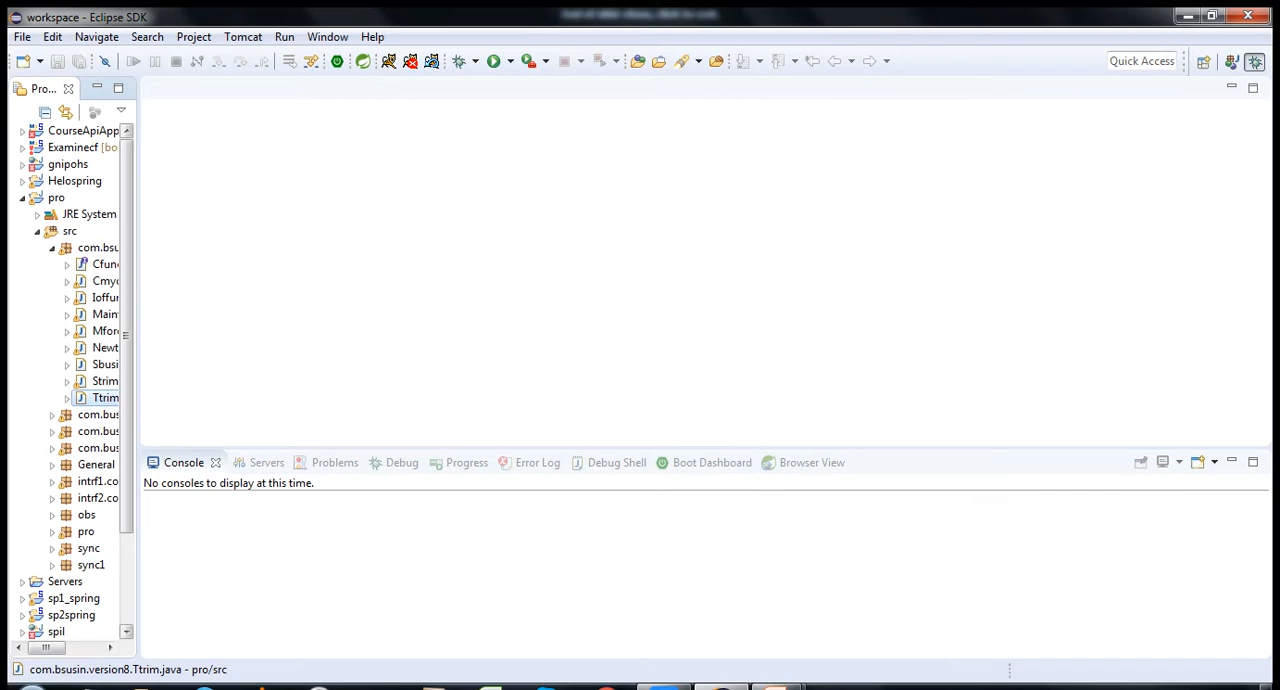 workspace - Eclipse SDK
File Edit Navigate Search Project Tomcat Run Window Help
Quick Access
Pro...
CourseApiApp
Examinecf [bo
gnipohs
Helospring
pro
JRE System
src
com.bsu
Cfun
Cmyc
Ioffur
Main
Mforc
Newt
Sbusi
Strim
Ttrim
com.bus
com.bus
com.bus
General
intrf1.co
intrf2.co
obs
pro
sync
sync1
Servers
sp1_spring
sp2spring
spil
Console Servers Problems Debug Progress Error Log Debug Shell Boot Dashboard Browser View
No consoles to display at this time.
com.bsusin.version8.Ttrim.java - pro/src